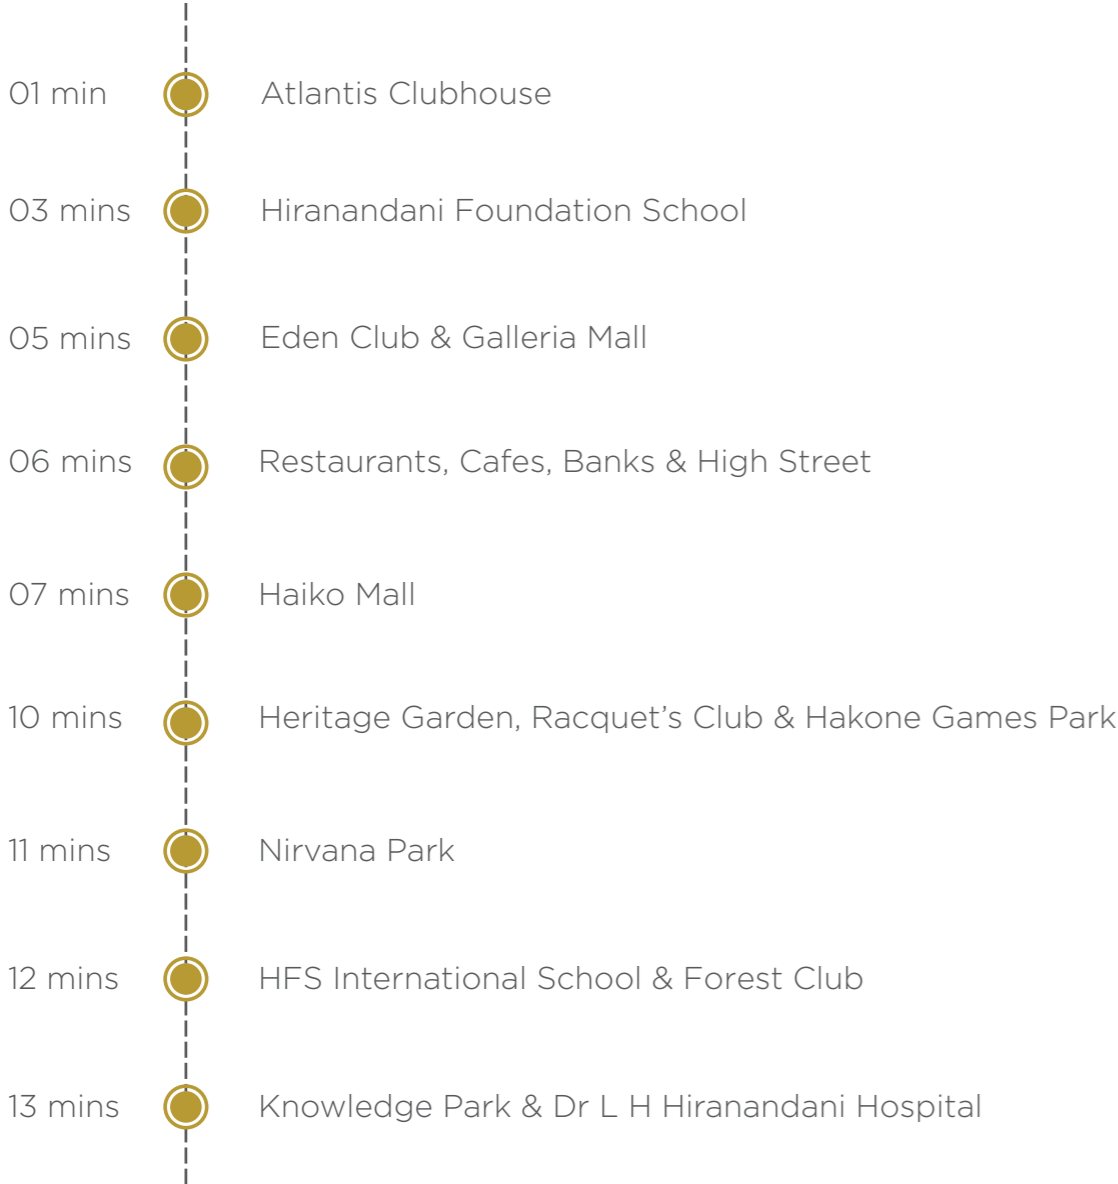 01 min Atlantis Clubhouse
03 mins Hiranandani Foundation School
05 mins Eden Club & Galleria Mall
06 mins Restaurants, Cafes, Banks & High Street
07 mins Haiko Mall
10 mins Heritage Garden, Racquet’s Club & Hakone Games Park
11 mins Nirvana Park
12 mins HFS International School & Forest Club
13 mins Knowledge Park & Dr L H Hiranandani Hospital